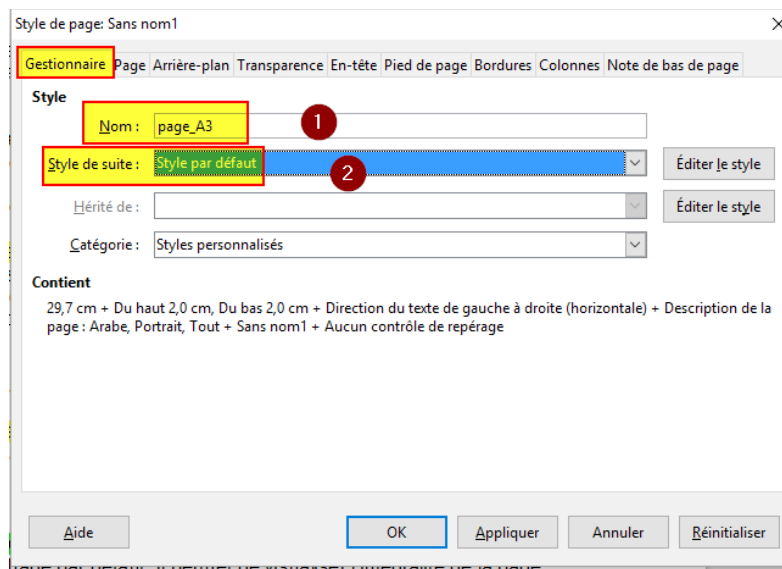 Style de page: Sans nom1
Gestionnaire Page Arrière-plan Transparence En-tête Pied de page Bordures Colonnes Note de bas de page
Style
Nom : page_A3 1
Style de suite : Style par défaut 2 Éditer le style
Hérité de : Éditer le style
Catégorie : Styles personnalisés
Contient
29,7 cm + Du haut 2,0 cm, Du bas 2,0 cm + Direction du texte de gauche à droite (horizontale) + Description de la
page : Arabe, Portrait, Tout + Sans nom1 + Aucun contrôle de repérage
Aide OK Appliquer Annuler Réinitialiser